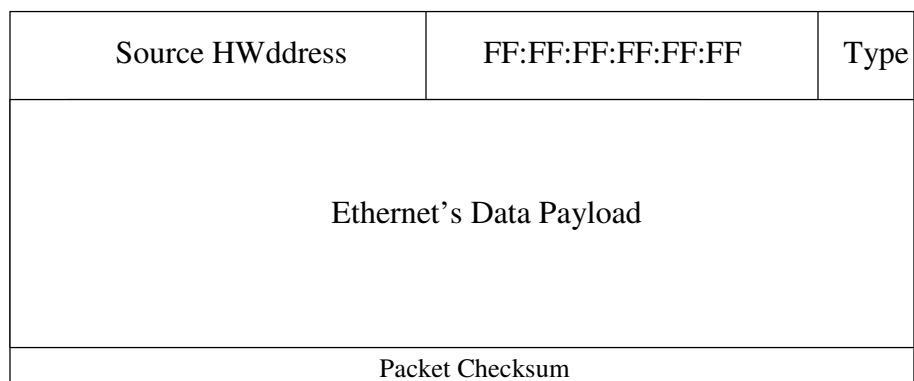 Source HWddress FF:FF:FF:FF:FF:FF Type
Ethernet’s Data Payload
Packet Checksum